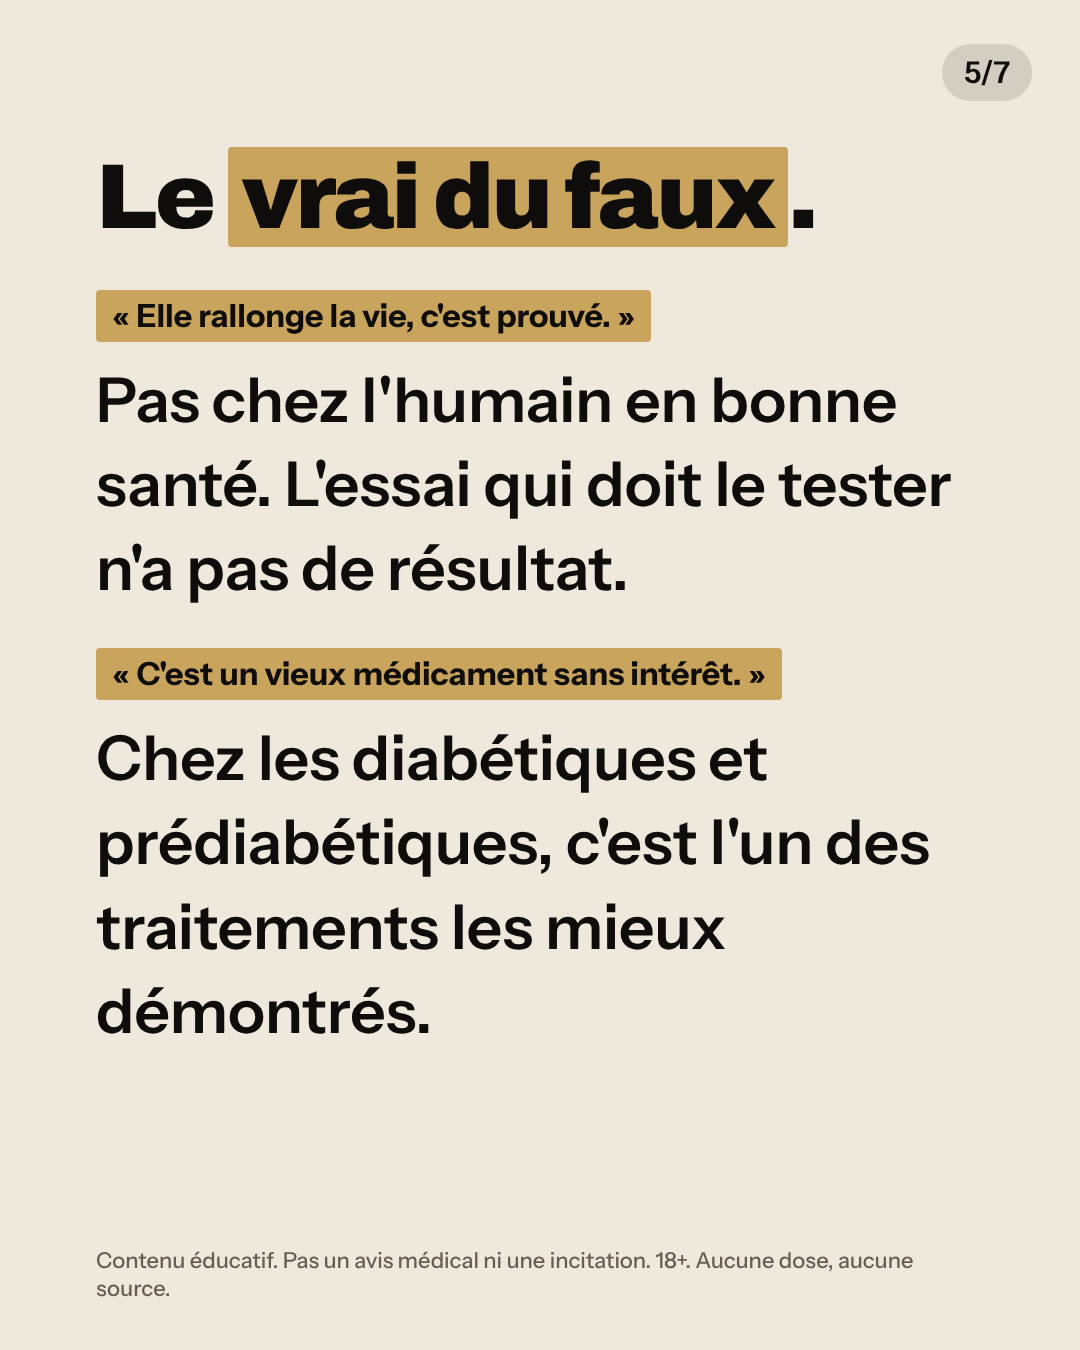 5/7
Le vrai du faux.
« Elle rallonge la vie, c'est prouvé. »
Pas chez l'humain en bonne
santé. L'essai qui doit le tester
n'a pas de résultat.
« C'est un vieux médicament sans intérêt. »
Chez les diabétiques et
prédiabétiques, c'est l'un des
traitements les mieux
démontrés.
Contenu éducatif. Pas un avis médical ni une incitation. 18+. Aucune dose, aucune
source.